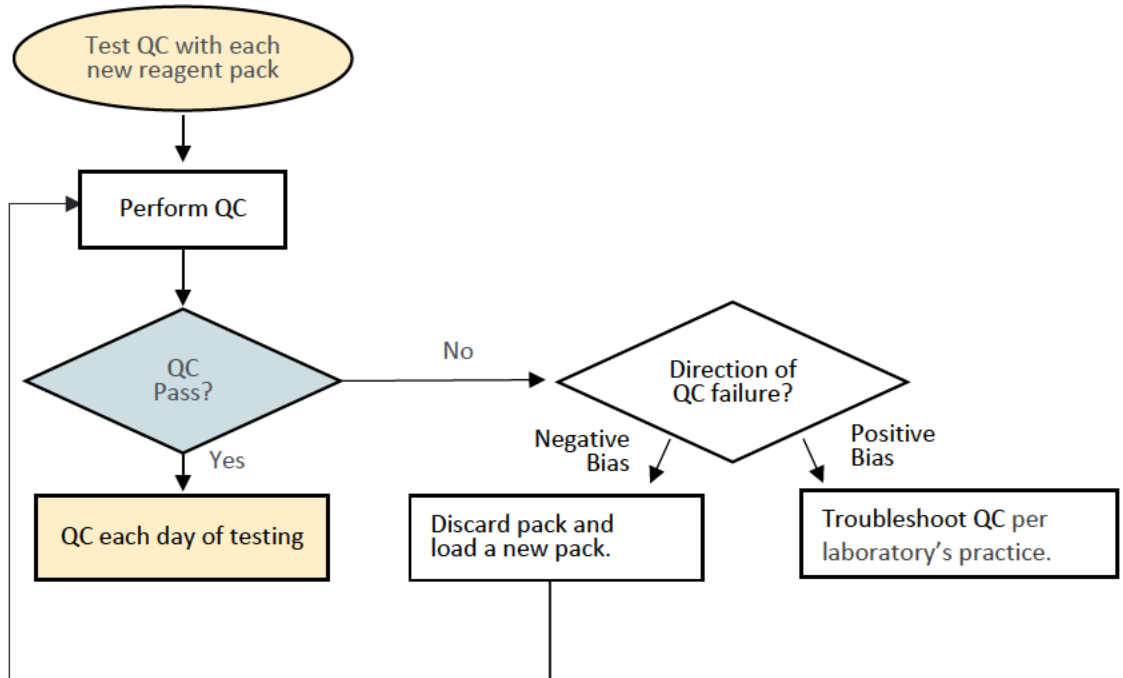 Test QC with each
new reagent pack
Perform QC
QC
Pass?
No
Direction of
QC failure?
Yes
Negative
Bias
Positive
Bias
QC each day of testing
Discard pack and
load a new pack.
Troubleshoot QC per
laboratory's practice.